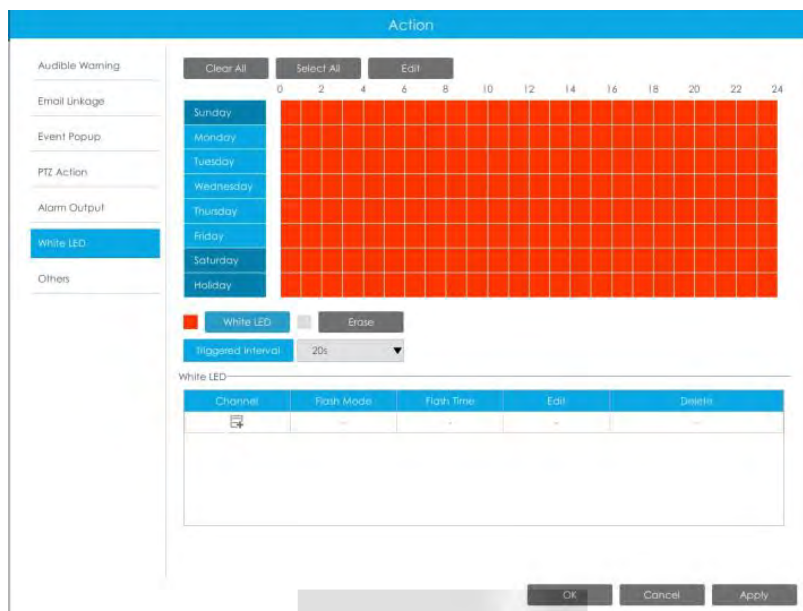 Action
Audible Warning
Email Linkage
Event Popup
PTZ Action
Alarm Output
White LED
Others
Clear All Select All Edit
0 2 4 6 8 10 12 14 16 18 20 22 24
Sunday
Monday
Tuesday
Wednesday
Thursday
Friday
Saturday
Holiday
White LED Erase
Triggered Interval 20s
White LED
Channel Flash Mode Flash Time Edit Delete
- - - -
OK Cancel Apply